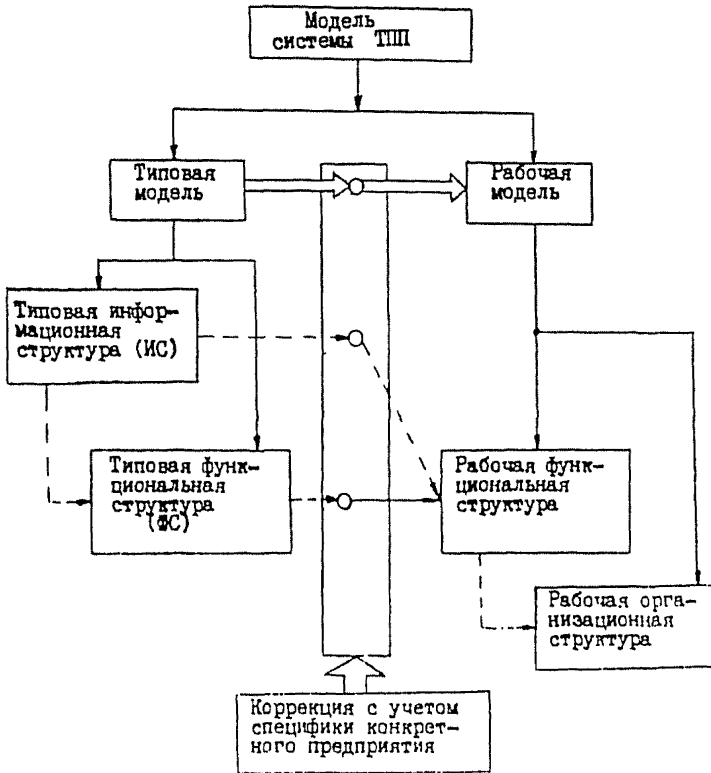 Модель
системы ТПП
Типовая
модель
Рабочая
модель
Типовая инфор-
мационная
структура (ИС)
Типовая функ-
циональная
структура
(ФС)
Рабочая функ-
циональная
структура
Рабочая орга-
низационная
структура
Коррекция с учетом
специфики конкрет-
ного предприятия